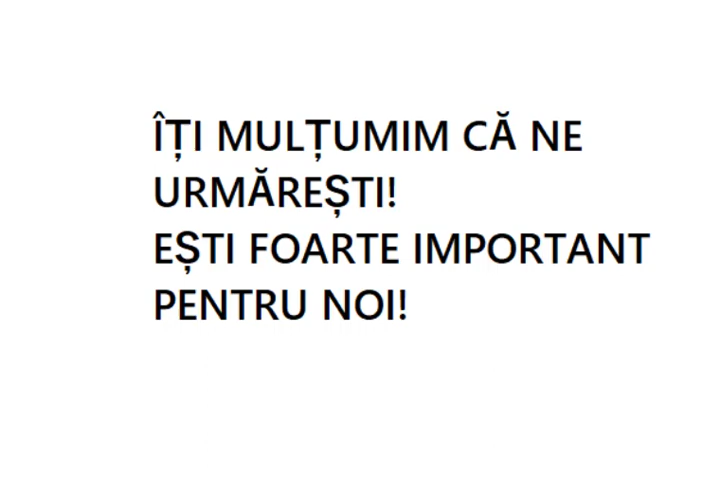 ÎȚI MULȚUMIM CĂ NE
URMĂREȘTI!
EȘTI FOARTE IMPORTANT
PENTRU NOI!